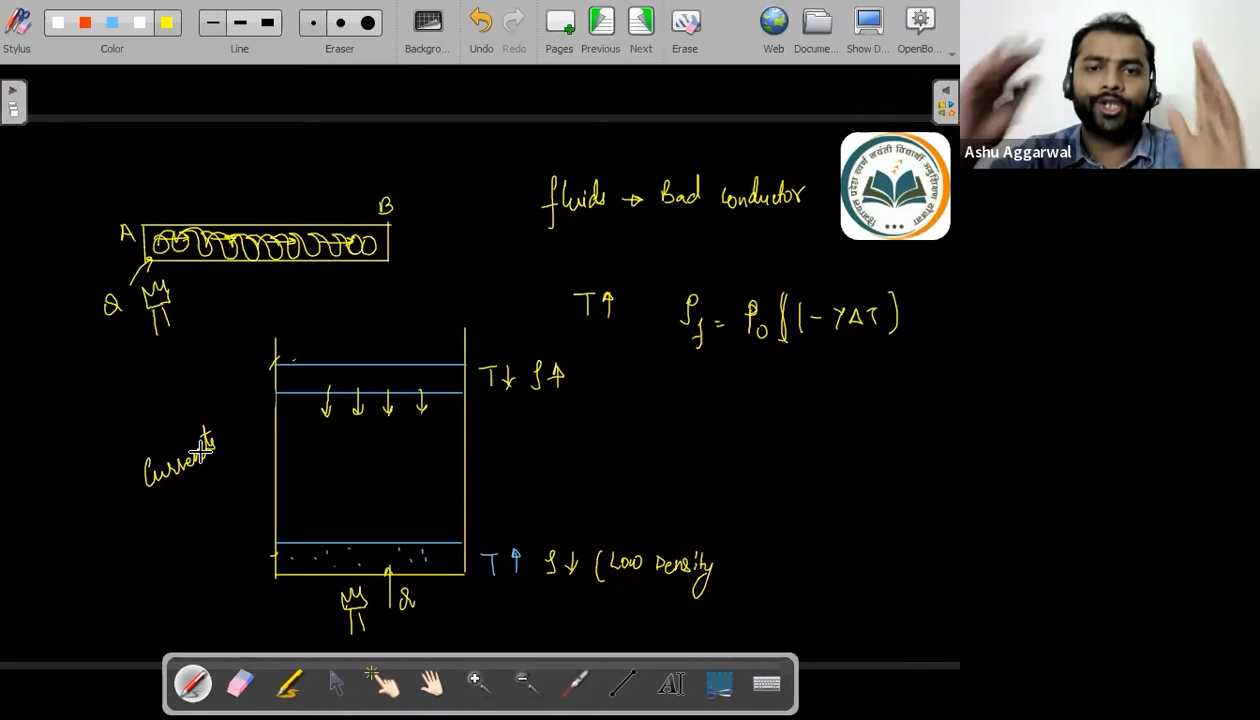 Stylus
Color
Line
Eraser
Backgro...
Undo
Redo
Pages
Previous
Next
Erase
Web
Docume...
Show D...
OpenBo...
Ashu Aggarwal
fluids → Bad conductor
A
B
Q
T↑
ρf = ρ0 (1 - γΔT)
T↓ ρ↑
Currents
T↑ ρ↓ (Low Density
Q